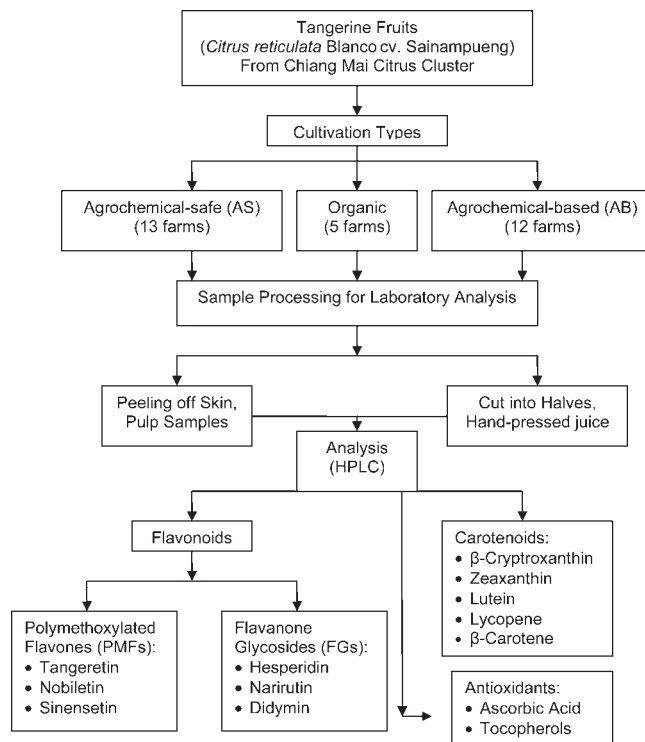 Tangerine Fruits
(Citrus reticulata Blanco cv. Sainampueng)
From Chiang Mai Citrus Cluster
Cultivation Types
Agrochemical-safe (AS)
(13 farms)
Organic
(5 farms)
Agrochemical-based (AB)
(12 farms)
Sample Processing for Laboratory Analysis
Peeling off Skin,
Pulp Samples
Cut into Halves,
Hand-pressed juice
Analysis
(HPLC)
Flavonoids
Carotenoids:
• β-Cryptroxanthin
• Zeaxanthin
• Lutein
• Lycopene
• β-Carotene
Polymethoxylated
Flavones (PMFs):
• Tangeretin
• Nobiletin
• Sinensetin
Flavanone
Glycosides (FGs):
• Hesperidin
• Narirutin
• Didymin
Antioxidants:
• Ascorbic Acid
• Tocopherols